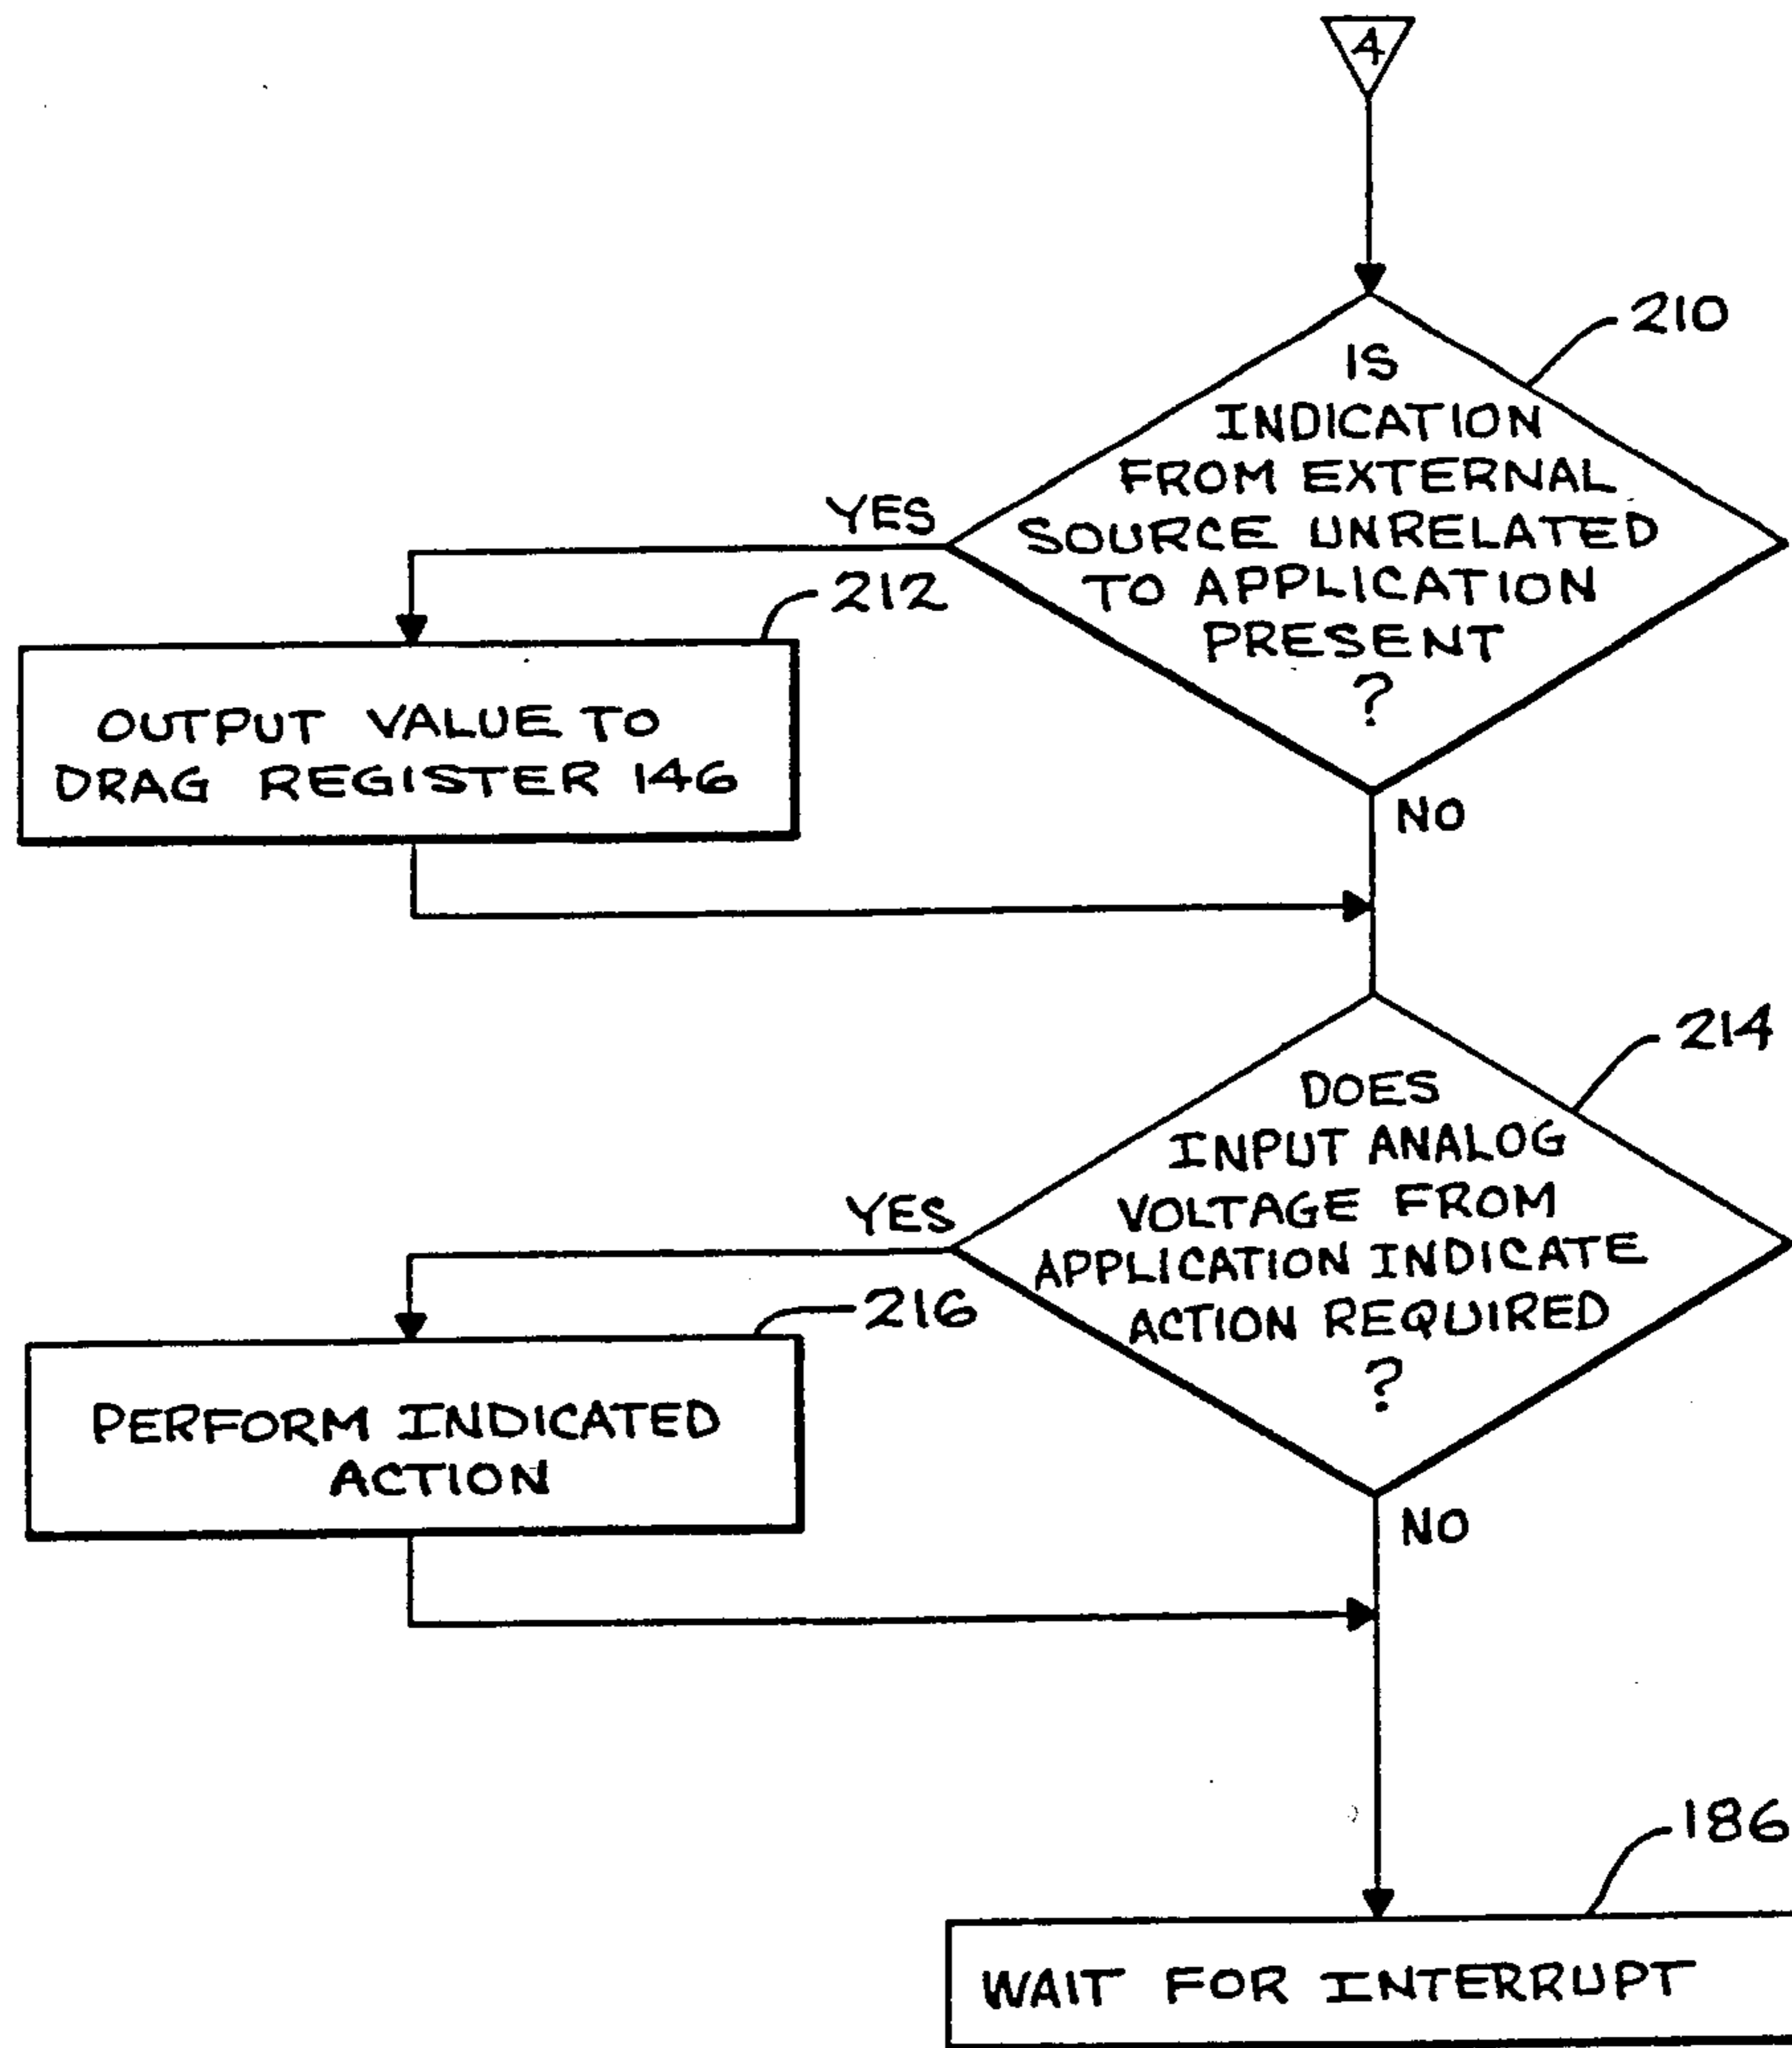 4
210
IS
INDICATION
FROM EXTERNAL
SOURCE UNRELATED
TO APPLICATION
PRESENT
?
YES
212
OUTPUT VALUE TO
DRAG REGISTER 146
NO
214
DOES
INPUT ANALOG
VOLTAGE FROM
APPLICATION INDICATE
ACTION REQUIRED
?
YES
216
PERFORM INDICATED
ACTION
NO
186
WAIT FOR INTERRUPT